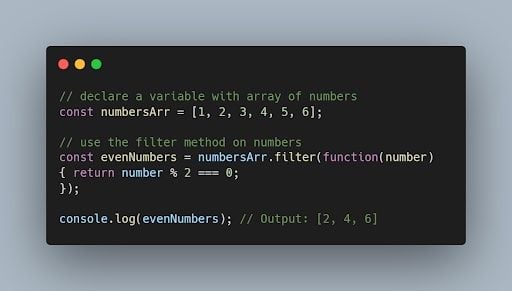 // declare a variable with array of numbers
const numbersArr = [1, 2, 3, 4, 5, 6];
// use the filter method on numbers
const evenNumbers = numbersArr.filter(function(number)
{ return number % 2 === 0;
});
console.log(evenNumbers); // Output: [2, 4, 6]